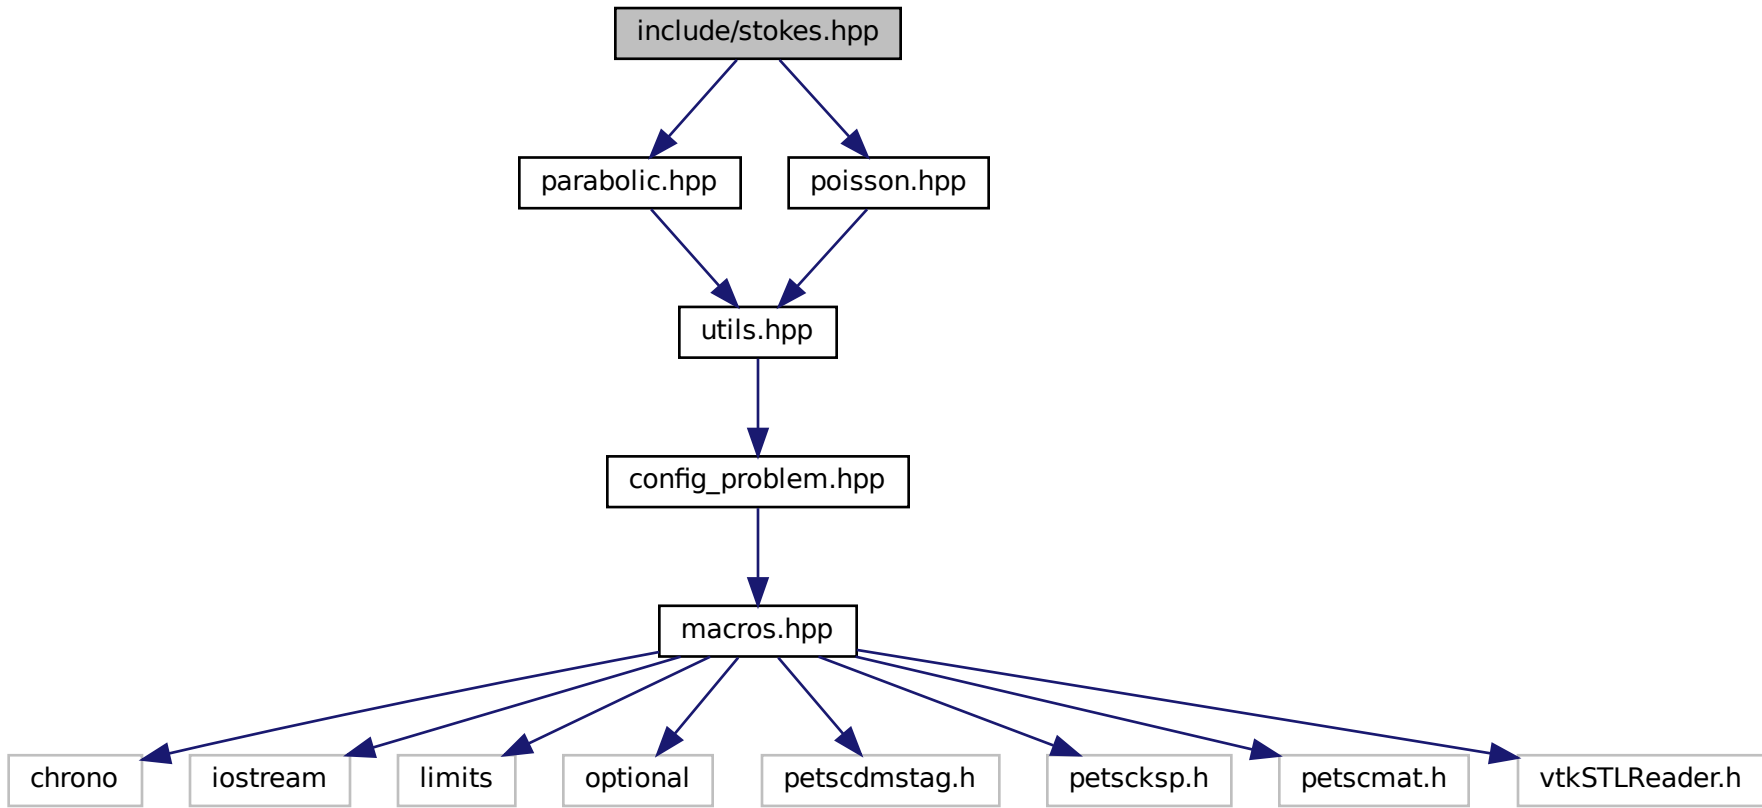 include/stokes.hpp
parabolic.hpp
poisson.hpp
utils.hpp
config_problem.hpp
macros.hpp
chrono
iostream
limits
optional
petscdmstag.h
petscksp.h
petscmat.h
vtkSTLReader.h